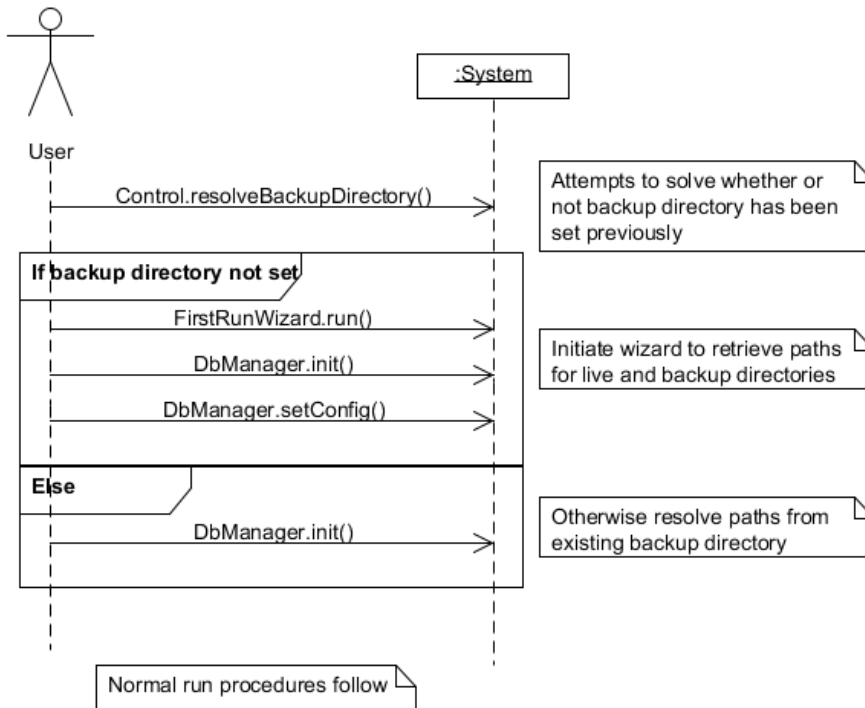 :System
User
Control.resolveBackupDirectory()
Attempts to solve whether or
not backup directory has been
set previously
If backup directory not set
FirstRunWizard.run()
Initiate wizard to retrieve paths
for live and backup directories
DbManager.init()
DbManager.setConfig()
Else
DbManager.init()
Otherwise resolve paths from
existing backup directory
Normal run procedures follow